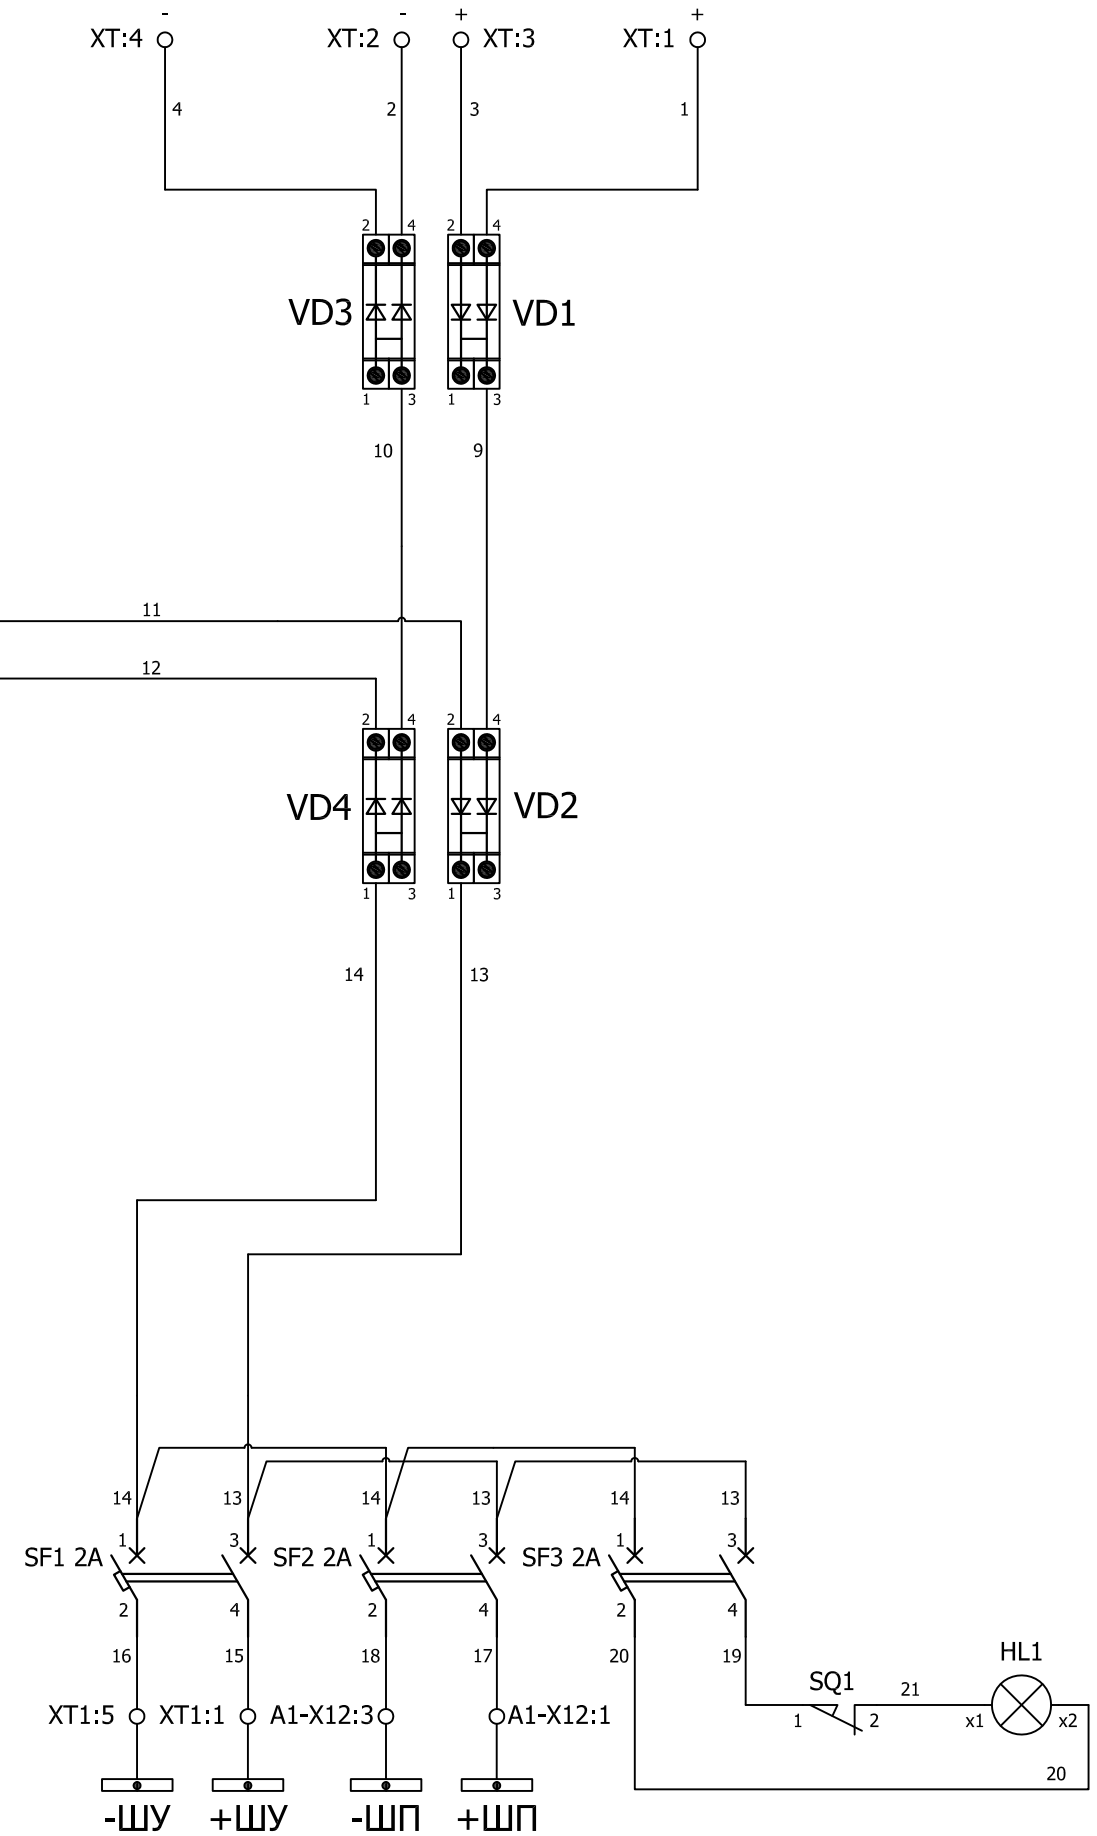 - - + +
XT:4 XT:2 XT:3 XT:1
4 2 3 1
2 4 2 4
VD3 VD1
1 3 1 3
10 9
11
12
2 4 2 4
VD4 VD2
1 3 1 3
14 13
14 13 14 13 14 13
1 3 1 3 1 3
SF1 2A SF2 2A SF3 2A
2 4 2 4 2 4
16 15 18 17 20 19
HL1
SQ1 21
XT1:5 XT1:1 A1-X12:3 A1-X12:1 1 2 x1 x2
20
-ШУ +ШУ -ШП +ШП